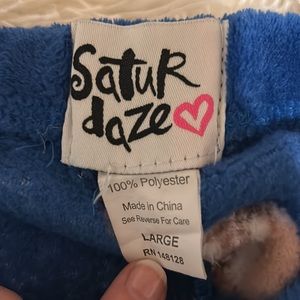 Satur
daze
100% Polyester
Made in China
See Reverse For Care
LARGE
RN 148128